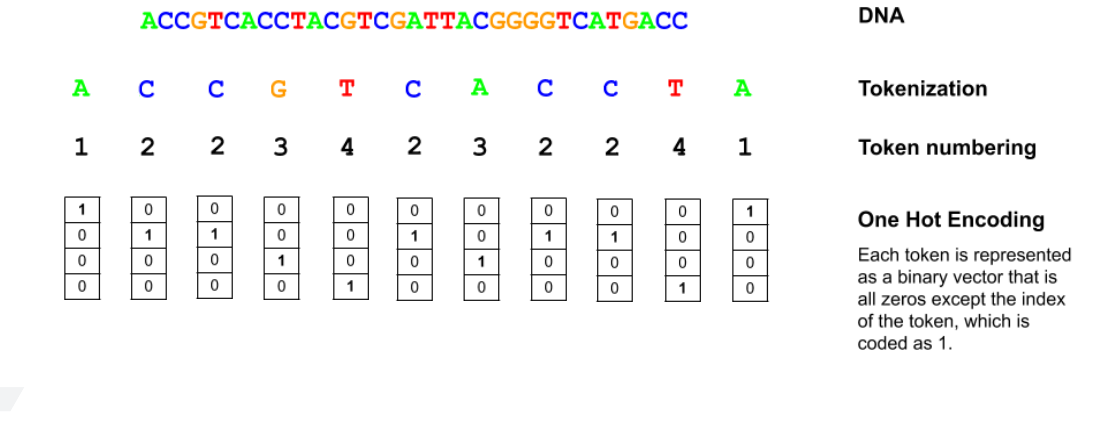 ACCGTCACCTACGTCGATTACGGGGTCATGACC DNA
A C C G T C A C C T A Tokenization
1 2 2 3 4 2 3 2 2 4 1 Token numbering
1 0 0 0 0 0 0 0 0 0 1
0 1 1 0 0 1 0 1 1 0 0
0 0 0 1 0 0 1 0 0 0 0
0 0 0 0 1 0 0 0 0 1 0
One Hot Encoding
Each token is represented
as a binary vector that is
all zeros except the index
of the token, which is
coded as 1.